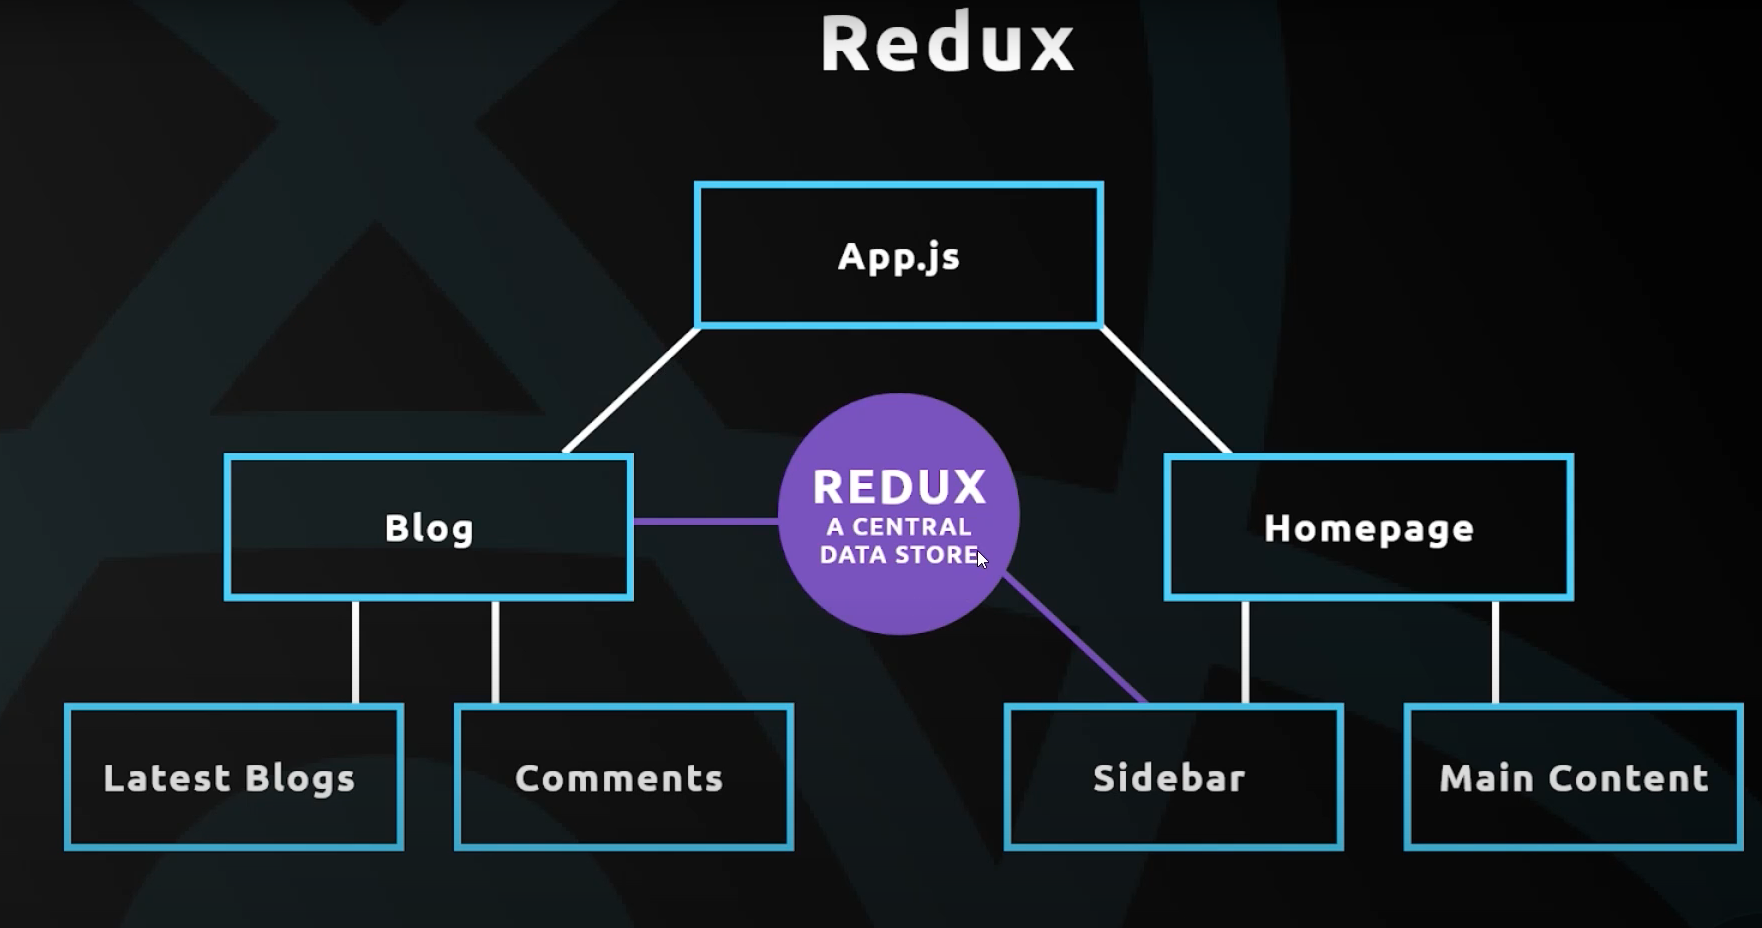 Redux
App.js
Blog
REDUX
A CENTRAL
DATA STORE
Homepage
Latest Blogs
Comments
Sidebar
Main Content